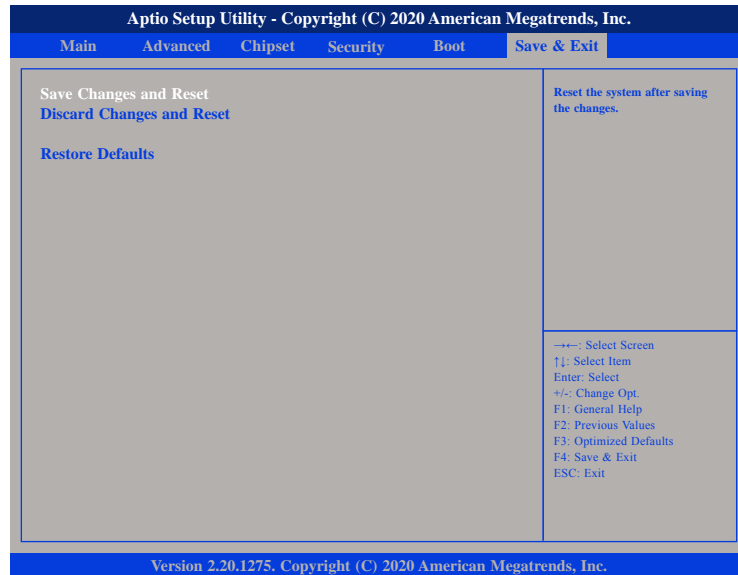 Aptio Setup Utility - Copyright (C) 2020 American Megatrends, Inc.
Main Advanced Chipset Security Boot Save & Exit
Save Changes and Reset
Discard Changes and Reset
Restore Defaults
Reset the system after saving
the changes.
→←: Select Screen
↑↓: Select Item
Enter: Select
+/-: Change Opt.
F1: General Help
F2: Previous Values
F3: Optimized Defaults
F4: Save & Exit
ESC: Exit
Version 2.20.1275. Copyright (C) 2020 American Megatrends, Inc.